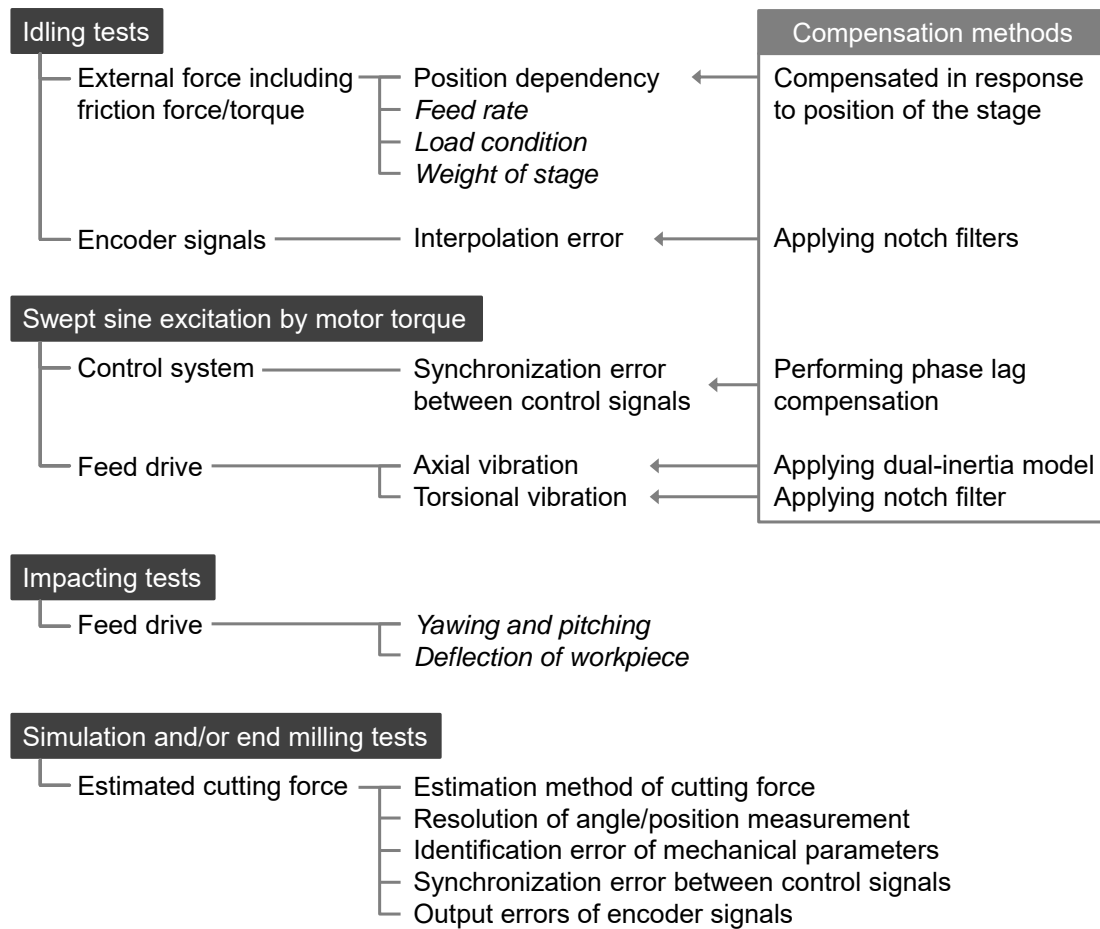 Idling tests
Compensation methods
External force including
friction force/torque
Position dependency
Feed rate
Load condition
Weight of stage
Compensated in response
to position of the stage
Encoder signals
Interpolation error
Applying notch filters
Swept sine excitation by motor torque
Control system
Synchronization error
between control signals
Performing phase lag
compensation
Feed drive
Axial vibration
Applying dual-inertia model
Torsional vibration
Applying notch filter
Impacting tests
Feed drive
Yawing and pitching
Deflection of workpiece
Simulation and/or end milling tests
Estimated cutting force
Estimation method of cutting force
Resolution of angle/position measurement
Identification error of mechanical parameters
Synchronization error between control signals
Output errors of encoder signals